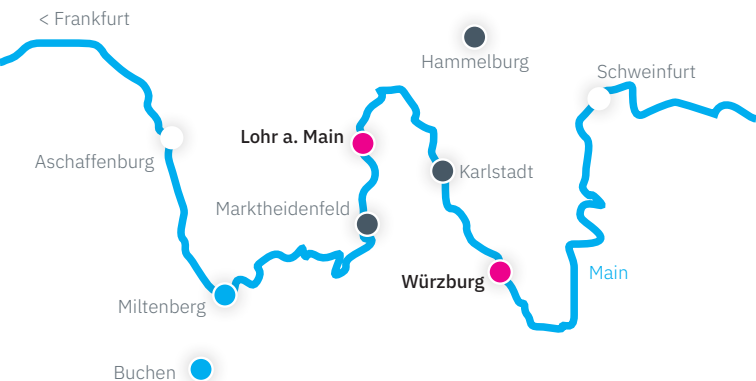 < Frankfurt
Hammelburg
Schweinfurt
Lohr a. Main
Aschaffenburg
Karlstadt
Marktheidenfeld
Main
Würzburg
Miltenberg
Buchen